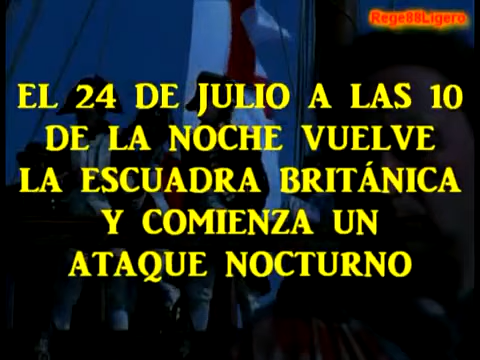 Rege88Ligero
EL 24 DE JULIO A LAS 10
DE LA NOCHE VUELVE
LA ESCUADRA BRITÁNICA
Y COMIENZA UN
ATAQUE NOCTURNO